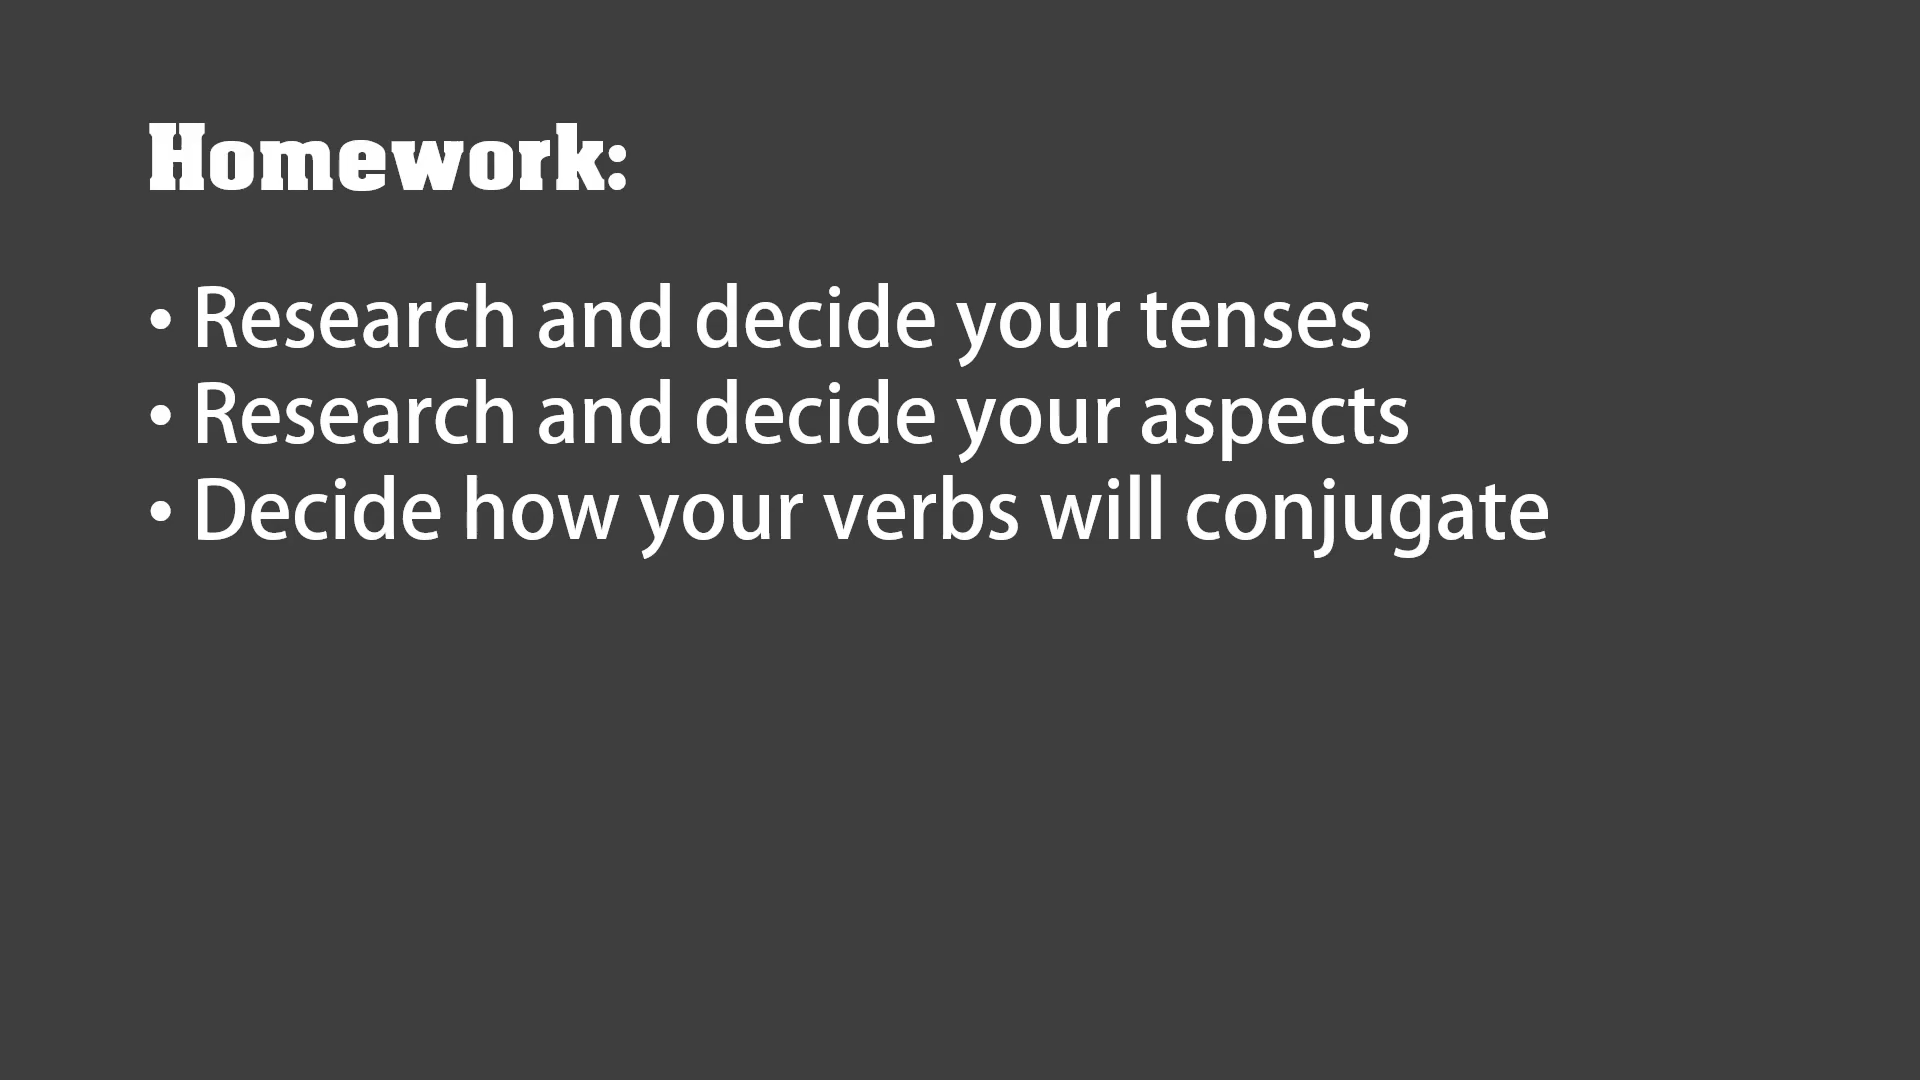 Homework:
• Research and decide your tenses
• Research and decide your aspects
• Decide how your verbs will conjugate